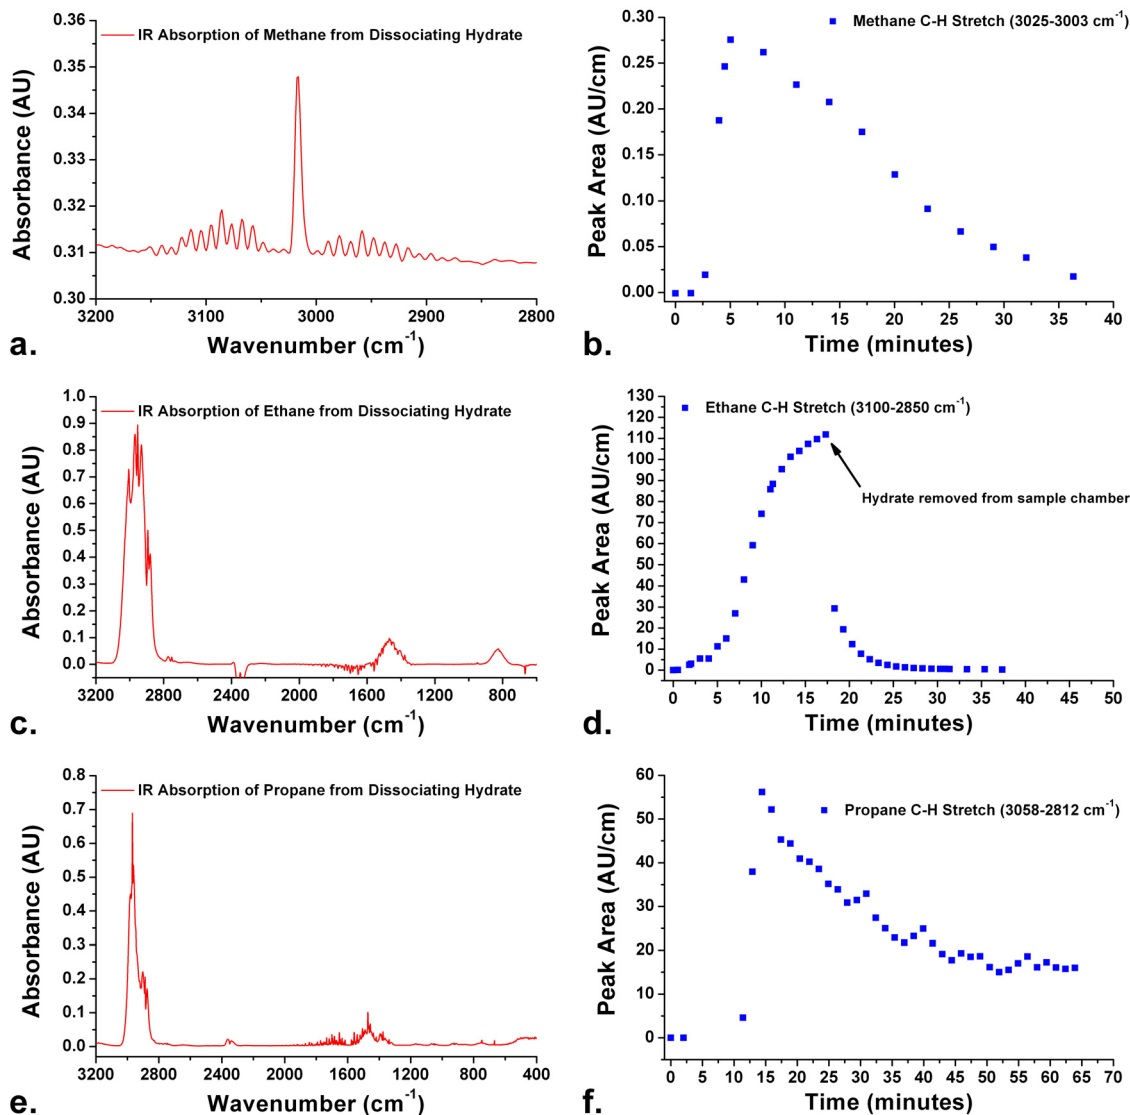 IR Absorption of Methane from Dissociating Hydrate
Absorbance (AU)
0.36
0.35
0.34
0.33
0.32
0.31
0.30
3200 3100 3000 2900 2800
Wavenumber (cm⁻¹)
a.
Methane C-H Stretch (3025-3003 cm⁻¹)
Peak Area (AU/cm)
0.30
0.25
0.20
0.15
0.10
0.05
0.00
0 5 10 15 20 25 30 35 40
Time (minutes)
b.
IR Absorption of Ethane from Dissociating Hydrate
Absorbance (AU)
1.0
0.9
0.8
0.7
0.6
0.5
0.4
0.3
0.2
0.1
0.0
3200 2800 2400 2000 1600 1200 800
Wavenumber (cm⁻¹)
c.
Ethane C-H Stretch (3100-2850 cm⁻¹)
Hydrate removed from sample chamber
Peak Area (AU/cm)
130
120
110
100
90
80
70
60
50
40
30
20
10
0
0 5 10 15 20 25 30 35 40 45 50
Time (minutes)
d.
IR Absorption of Propane from Dissociating Hydrate
Absorbance (AU)
0.8
0.7
0.6
0.5
0.4
0.3
0.2
0.1
0.0
3200 2800 2400 2000 1600 1200 800 400
Wavenumber (cm⁻¹)
e.
Propane C-H Stretch (3058-2812 cm⁻¹)
Peak Area (AU/cm)
60
50
40
30
20
10
0
0 5 10 15 20 25 30 35 40 45 50 55 60 65 70
Time (minutes)
f.